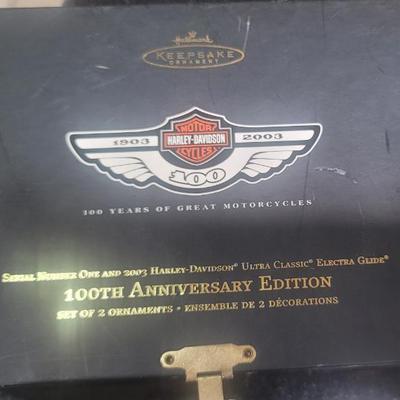 Hallmark
KEEPSAKE
ORNAMENT
MOTOR
1903 HARLEY-DAVIDSON 2003
CYCLES
100
100 YEARS OF GREAT MOTORCYCLES
SERIAL NUMBER ONE AND 2003 HARLEY-DAVIDSON® ULTRA CLASSIC® ELECTRA GLIDE®
100TH ANNIVERSARY EDITION
SET OF 2 ORNAMENTS • ENSEMBLE DE 2 DÉCORATIONS